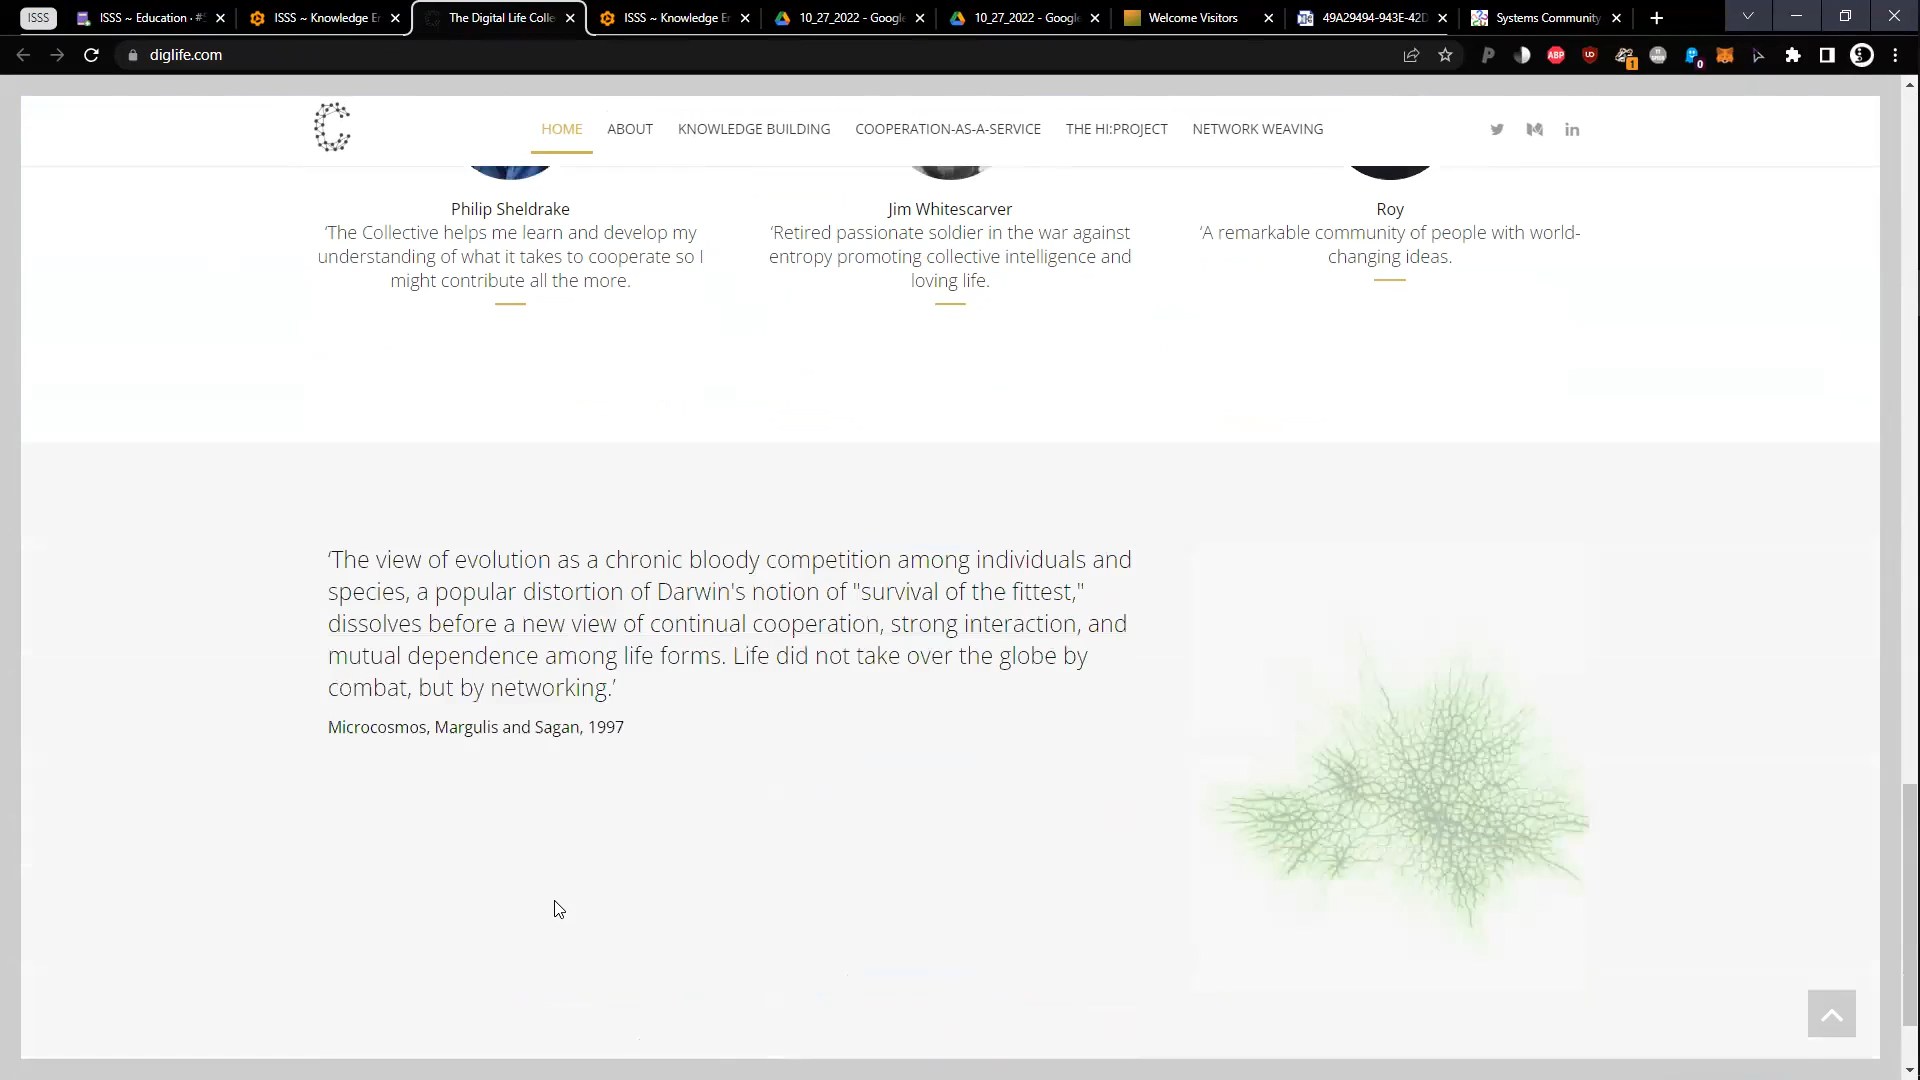 ISSS
ISSS ~ Education · #
ISSS ~ Knowledge Er
The Digital Life Colle
ISSS ~ Knowledge Er
10_27_2022 - Google
10_27_2022 - Google
Welcome Visitors
49A29494-943E-42D
Systems Community
diglife.com
ABP
1
0
HOME
ABOUT
KNOWLEDGE BUILDING
COOPERATION-AS-A-SERVICE
THE HI:PROJECT
NETWORK WEAVING
Philip Sheldrake
‘The Collective helps me learn and develop my
understanding of what it takes to cooperate so I
might contribute all the more.
Jim Whitescarver
‘Retired passionate soldier in the war against
entropy promoting collective intelligence and
loving life.
Roy
‘A remarkable community of people with world-
changing ideas.
‘The view of evolution as a chronic bloody competition among individuals and
species, a popular distortion of Darwin's notion of "survival of the fittest,"
dissolves before a new view of continual cooperation, strong interaction, and
mutual dependence among life forms. Life did not take over the globe by
combat, but by networking.’
Microcosmos, Margulis and Sagan, 1997